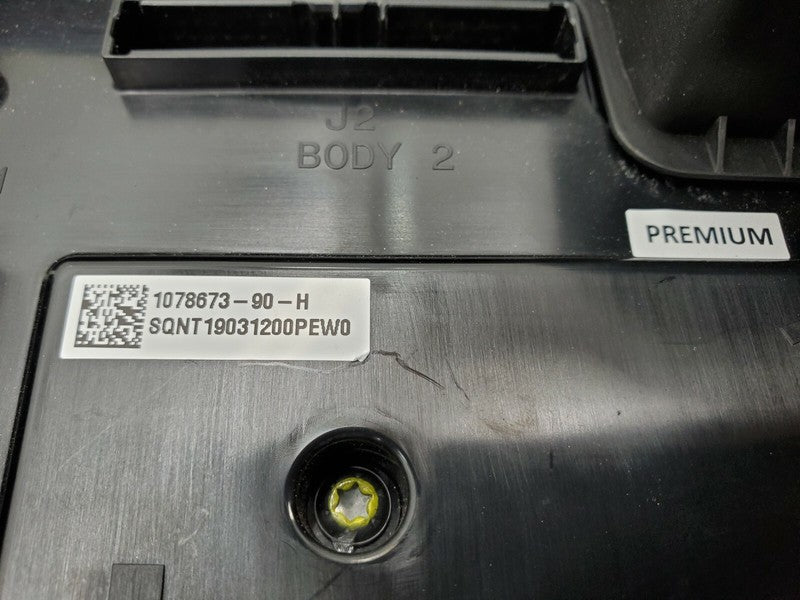 J2
BODY 2
PREMIUM
1078673-90-H
SQNT19031200PEW0